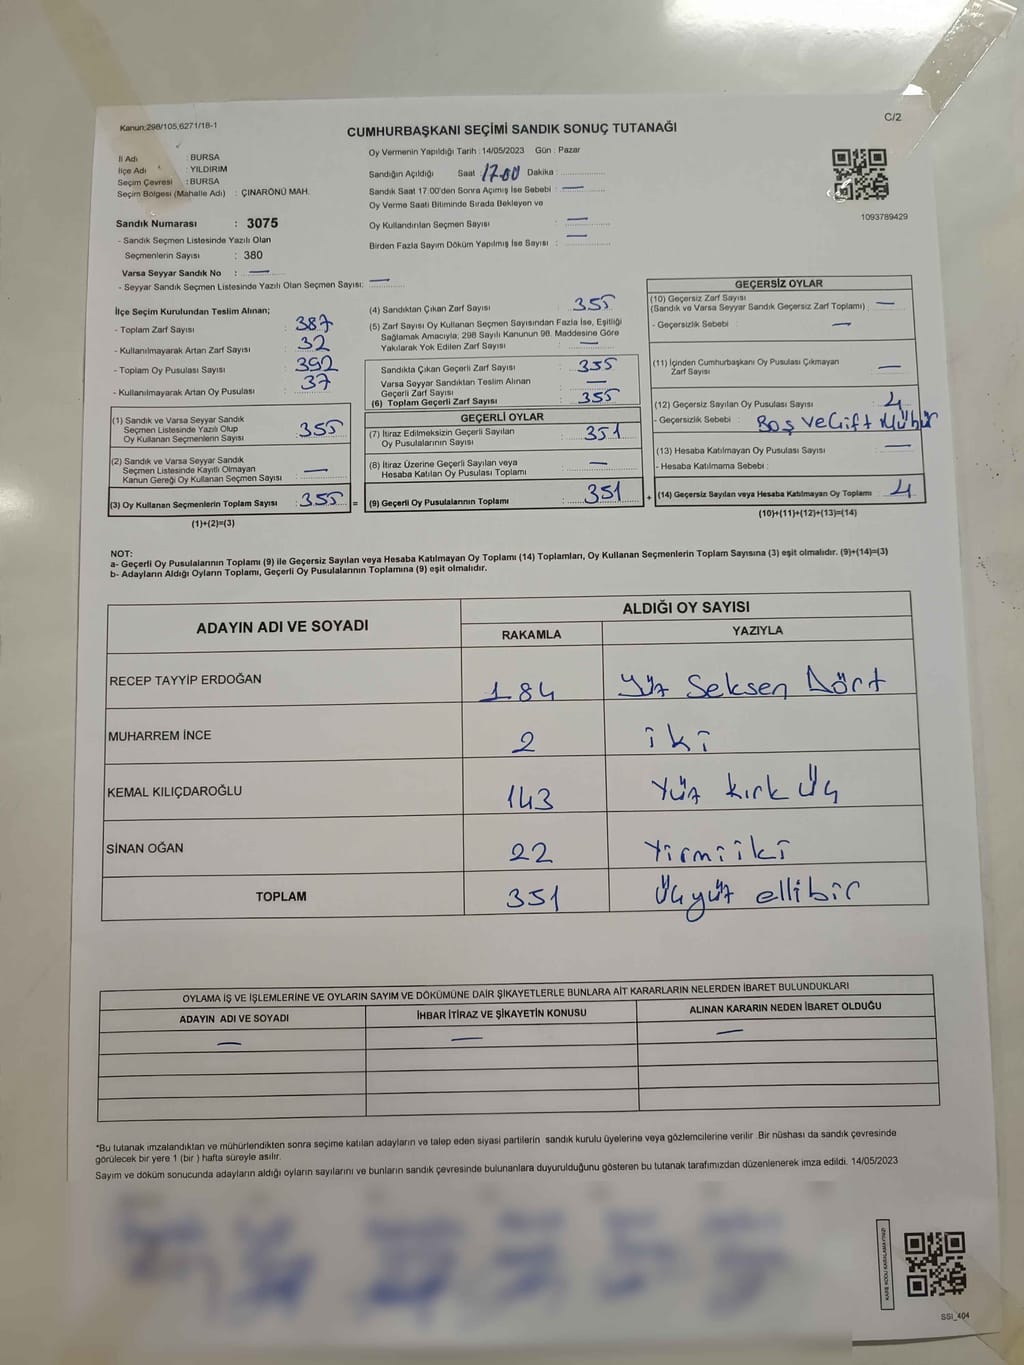 Kanun:298/105,6271/18-1
C/2
CUMHURBAŞKANI SEÇİMİ SANDIK SONUÇ TUTANAĞI
İl Adı : BURSA
İlçe Adı : YILDIRIM
Seçim Çevresi : BURSA
Seçim Bölgesi (Mahalle Adı) : ÇINARÖNÜ MAH.
Sandık Numarası : 3075
- Sandık Seçmen Listesinde Yazılı Olan
Seçmenlerin Sayısı : 380
Varsa Seyyar Sandık No : —
- Seyyar Sandık Seçmen Listesinde Yazılı Olan Seçmen Sayısı: —
Oy Vermenin Yapıldığı Tarih : 14/05/2023 Gün : Pazar
Sandığın Açıldığı Saat : 17.00 Dakika :
Sandık Saat 17:00'den Sonra Açımış İse Sebebi : —
Oy Verme Saati Bitiminde Sırada Bekleyen ve
Oy Kullandırılan Seçmen Sayısı : —
Birden Fazla Sayım Döküm Yapılmış İse Sayısı : —
1093789429
İlçe Seçim Kurulundan Teslim Alınan;
- Toplam Zarf Sayısı : 387
- Kullanılmayarak Artan Zarf Sayısı : 32
- Toplam Oy Pusulası Sayısı : 392
- Kullanılmayarak Artan Oy Pusulası : 37
(1) Sandık ve Varsa Seyyar Sandık
Seçmen Listesinde Yazılı Olup
Oy Kullanan Seçmenlerin Sayısı : 355
(2) Sandık ve Varsa Seyyar Sandık
Seçmen Listesinde Kayıtlı Olmayan
Kanun Gereği Oy Kullanan Seçmen Sayısı : —
(3) Oy Kullanan Seçmenlerin Toplam Sayısı : 355 =
(1)+(2)=(3)
(4) Sandıktan Çıkan Zarf Sayısı : 355
(5) Zarf Sayısı Oy Kullanan Seçmen Sayısından Fazla İse, Eşitliği
Sağlamak Amacıyla; 298 Sayılı Kanunun 98. Maddesine Göre
Yakılarak Yok Edilen Zarf Sayısı : —
Sandıkta Çıkan Geçerli Zarf Sayısı : 355
Varsa Seyyar Sandıktan Teslim Alınan
Geçerli Zarf Sayısı : —
(6) Toplam Geçerli Zarf Sayısı : 355
GEÇERLİ OYLAR
(7) İtiraz Edilmeksizin Geçerli Sayılan
Oy Pusulalarının Sayısı : 351
(8) İtiraz Üzerine Geçerli Sayılan veya
Hesaba Katılan Oy Pusulası Toplamı : —
(9) Geçerli Oy Pusulalarının Toplamı : 351 +
GEÇERSİZ OYLAR
(10) Geçersiz Zarf Sayısı
(Sandık ve Varsa Seyyar Sandık Geçersiz Zarf Toplamı) : —
- Geçersizlik Sebebi : —
(11) İçinden Cumhurbaşkanı Oy Pusulası Çıkmayan
Zarf Sayısı : —
(12) Geçersiz Sayılan Oy Pusulası Sayısı : 4
- Geçersizlik Sebebi : Boş ve Çift Mühür
(13) Hesaba Katılmayan Oy Pusulası Sayısı : —
- Hesaba Katılmama Sebebi :
(14) Geçersiz Sayılan veya Hesaba Katılmayan Oy Toplamı : 4
(10)+(11)+(12)+(13)=(14)
NOT:
a- Geçerli Oy Pusulalarının Toplamı (9) ile Geçersiz Sayılan veya Hesaba Katılmayan Oy Toplamı (14) Toplamları, Oy Kullanan Seçmenlerin Toplam Sayısına (3) eşit olmalıdır. (9)+(14)=(3)
b- Adayların Aldığı Oyların Toplamı, Geçerli Oy Pusulalarının Toplamına (9) eşit olmalıdır.
ADAYIN ADI VE SOYADI
ALDIĞI OY SAYISI
RAKAMLA YAZIYLA
RECEP TAYYİP ERDOĞAN 184 Yüz Seksen Dört
MUHARREM İNCE 2 iki
KEMAL KILIÇDAROĞLU 143 Yüz kırk Üç
SİNAN OĞAN 22 Yirmi iki
TOPLAM 351 Üçyüz ellibir
OYLAMA İŞ VE İŞLEMLERİNE VE OYLARIN SAYIM VE DÖKÜMÜNE DAİR ŞİKAYETLERLE BUNLARA AİT KARARLARIN NELERDEN İBARET BULUNDUKLARI
ADAYIN ADI VE SOYADI İHBAR İTİRAZ VE ŞİKAYETİN KONUSU ALINAN KARARIN NEDEN İBARET OLDUĞU
— — —
*Bu tutanak imzalandıktan ve mühürlendikten sonra seçime katılan adayların ve talep eden siyasi partilerin sandık kurulu üyelerine veya gözlemcilerine verilir Bir nüshası da sandık çevresinde
görülecek bir yere 1 (bir ) hafta süreyle asılır.
Sayım ve döküm sonucunda adayların aldığı oyların sayılarını ve bunların sandık çevresinde bulunanlara duyurulduğunu gösteren bu tutanak tarafımızdan düzenlenerek imza edildi. 14/05/2023
KARE KODU KARALAMAYINIZ!
SSI_404